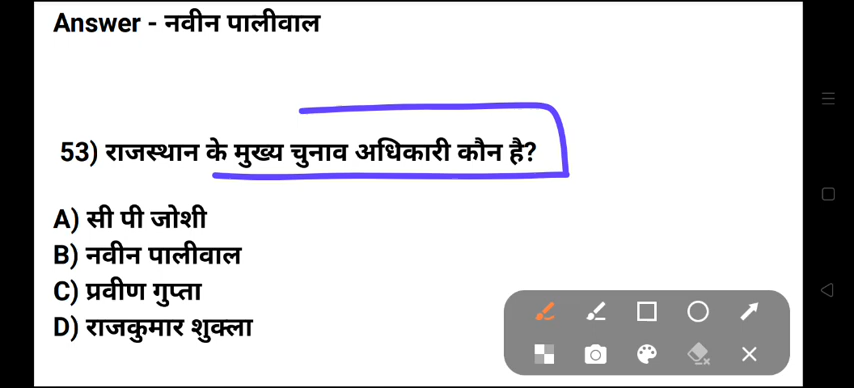 Answer - नवीन पालीवाल
53) राजस्थान के मुख्य चुनाव अधिकारी कौन है?
A) सी पी जोशी
B) नवीन पालीवाल
C) प्रवीण गुप्ता
D) राजकुमार शुक्ला